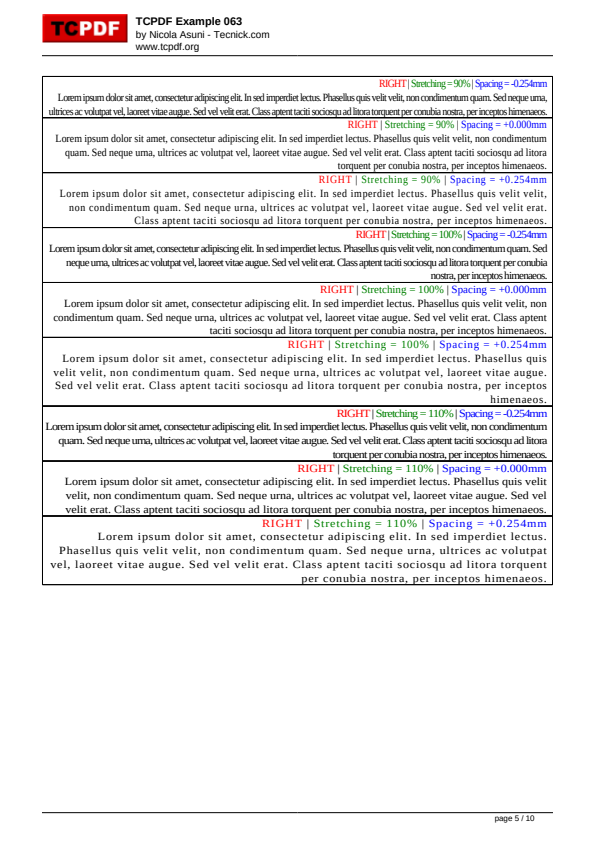 TCPDF
TCPDF Example 063
by Nicola Asuni - Tecnick.com
www.tcpdf.org
RIGHT | Stretching = 90% | Spacing = -0.254mm
Lorem ipsum dolor sit amet, consectetur adipiscing elit. In sed imperdiet lectus. Phasellus quis velit velit, non condimentum quam. Sed neque urna,
ultrices ac volutpat vel, laoreet vitae augue. Sed vel velit erat. Class aptent taciti sociosqu ad litora torquent per conubia nostra, per inceptos himenaeos.
RIGHT | Stretching = 90% | Spacing = +0.000mm
Lorem ipsum dolor sit amet, consectetur adipiscing elit. In sed imperdiet lectus. Phasellus quis velit velit, non condimentum
quam. Sed neque urna, ultrices ac volutpat vel, laoreet vitae augue. Sed vel velit erat. Class aptent taciti sociosqu ad litora
torquent per conubia nostra, per inceptos himenaeos.
RIGHT | Stretching = 90% | Spacing = +0.254mm
Lorem ipsum dolor sit amet, consectetur adipiscing elit. In sed imperdiet lectus. Phasellus quis velit velit,
non condimentum quam. Sed neque urna, ultrices ac volutpat vel, laoreet vitae augue. Sed vel velit erat.
Class aptent taciti sociosqu ad litora torquent per conubia nostra, per inceptos himenaeos.
RIGHT | Stretching = 100% | Spacing = -0.254mm
Lorem ipsum dolor sit amet, consectetur adipiscing elit. In sed imperdiet lectus. Phasellus quis velit velit, non condimentum quam. Sed
neque urna, ultrices ac volutpat vel, laoreet vitae augue. Sed vel velit erat. Class aptent taciti sociosqu ad litora torquent per conubia
nostra, per inceptos himenaeos.
RIGHT | Stretching = 100% | Spacing = +0.000mm
Lorem ipsum dolor sit amet, consectetur adipiscing elit. In sed imperdiet lectus. Phasellus quis velit velit, non
condimentum quam. Sed neque urna, ultrices ac volutpat vel, laoreet vitae augue. Sed vel velit erat. Class aptent
taciti sociosqu ad litora torquent per conubia nostra, per inceptos himenaeos.
RIGHT | Stretching = 100% | Spacing = +0.254mm
Lorem ipsum dolor sit amet, consectetur adipiscing elit. In sed imperdiet lectus. Phasellus quis
velit velit, non condimentum quam. Sed neque urna, ultrices ac volutpat vel, laoreet vitae augue.
Sed vel velit erat. Class aptent taciti sociosqu ad litora torquent per conubia nostra, per inceptos
himenaeos.
RIGHT | Stretching = 110% | Spacing = -0.254mm
Lorem ipsum dolor sit amet, consectetur adipiscing elit. In sed imperdiet lectus. Phasellus quis velit velit, non condimentum
quam. Sed neque urna, ultrices ac volutpat vel, laoreet vitae augue. Sed vel velit erat. Class aptent taciti sociosqu ad litora
torquent per conubia nostra, per inceptos himenaeos.
RIGHT | Stretching = 110% | Spacing = +0.000mm
Lorem ipsum dolor sit amet, consectetur adipiscing elit. In sed imperdiet lectus. Phasellus quis velit
velit, non condimentum quam. Sed neque urna, ultrices ac volutpat vel, laoreet vitae augue. Sed vel
velit erat. Class aptent taciti sociosqu ad litora torquent per conubia nostra, per inceptos himenaeos.
RIGHT | Stretching = 110% | Spacing = +0.254mm
Lorem ipsum dolor sit amet, consectetur adipiscing elit. In sed imperdiet lectus.
Phasellus quis velit velit, non condimentum quam. Sed neque urna, ultrices ac volutpat
vel, laoreet vitae augue. Sed vel velit erat. Class aptent taciti sociosqu ad litora torquent
per conubia nostra, per inceptos himenaeos.
page 5 / 10